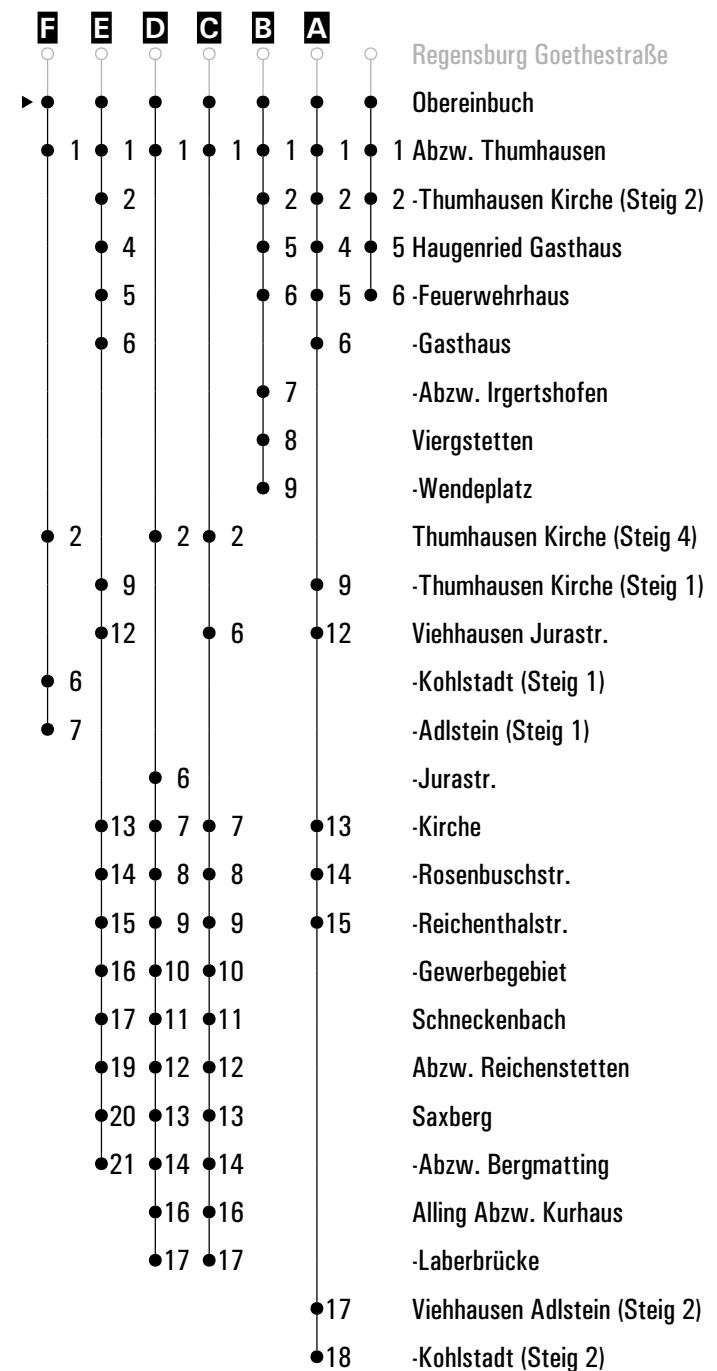 F E D C B A
Regensburg Goethestraße
Obereinbuch
1 1 1 1 1 1 1 Abzw. Thumhausen
2 2 2 2 -Thumhausen Kirche (Steig 2)
4 5 4 5 Haugenried Gasthaus
5 6 5 6 -Feuerwehrhaus
6 6 -Gasthaus
7 -Abzw. Irgertshofen
8 Viergstetten
9 -Wendeplatz
2 2 2 Thumhausen Kirche (Steig 4)
9 9 -Thumhausen Kirche (Steig 1)
12 6 12 Viehhausen Jurastr.
6 -Kohlstadt (Steig 1)
7 -Adlstein (Steig 1)
6 -Jurastr.
13 7 7 13 -Kirche
14 8 8 14 -Rosenbuschstr.
15 9 9 15 -Reichenthalstr.
16 10 10 -Gewerbegebiet
17 11 11 Schneckenbach
19 12 12 Abzw. Reichenstetten
20 13 13 Saxberg
21 14 14 -Abzw. Bergmatting
16 16 Alling Abzw. Kurhaus
17 17 -Laberbrücke
17 Viehhausen Adlstein (Steig 2)
18 -Kohlstadt (Steig 2)